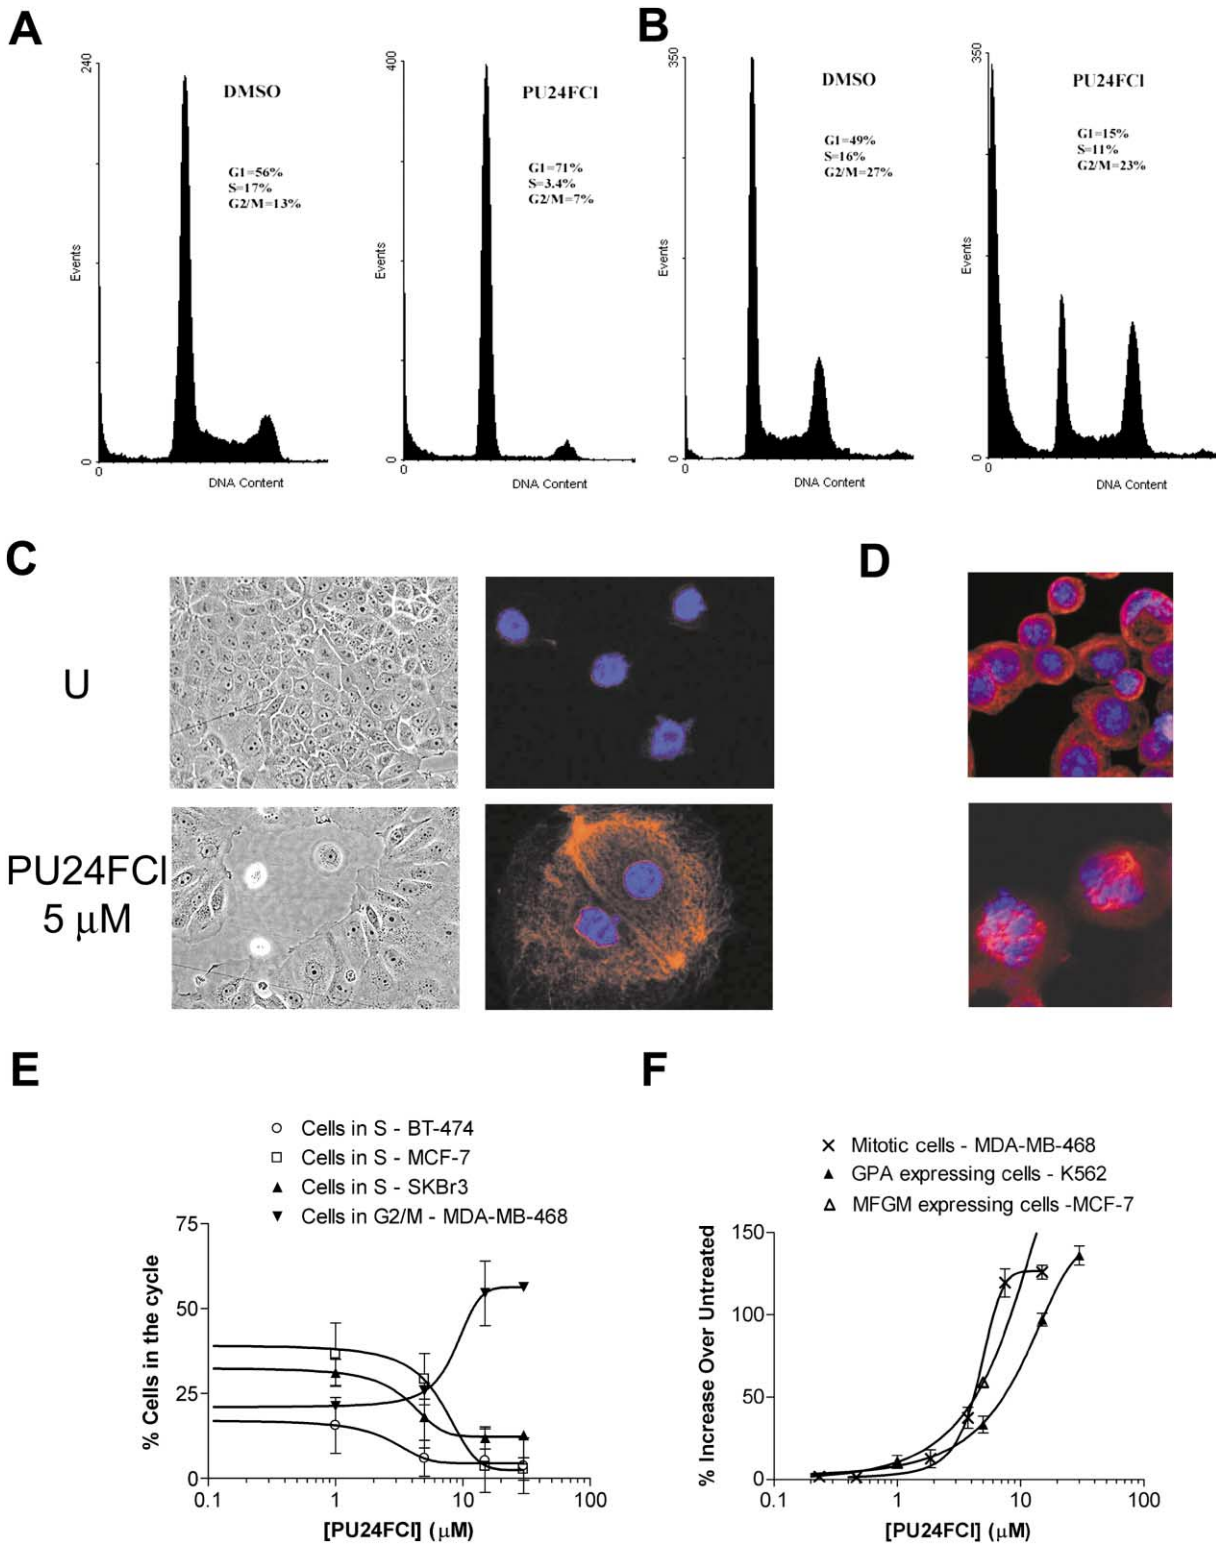 A
240
DMSO
G1=56%
S=17%
G2/M=13%
Events
0
0
DNA Content
400
PU24FCl
G1=71%
S=3.4%
G2/M=7%
Events
0
0
DNA Content
B
350
DMSO
G1=49%
S=16%
G2/M=27%
Events
0
0
DNA Content
350
PU24FCl
G1=15%
S=11%
G2/M=23%
Events
0
0
DNA Content
C
U
PU24FCl
5 μM
D
E
Cells in S - BT-474
Cells in S - MCF-7
Cells in S - SKBr3
Cells in G2/M - MDA-MB-468
% Cells in the cycle
75
50
25
0
0.1 1 10 100
[PU24FCl] (μM)
F
Mitotic cells - MDA-MB-468
GPA expressing cells - K562
MFGM expressing cells -MCF-7
% Increase Over Untreated
150
100
50
0
0.1 1 10 100
[PU24FCl] (μM)